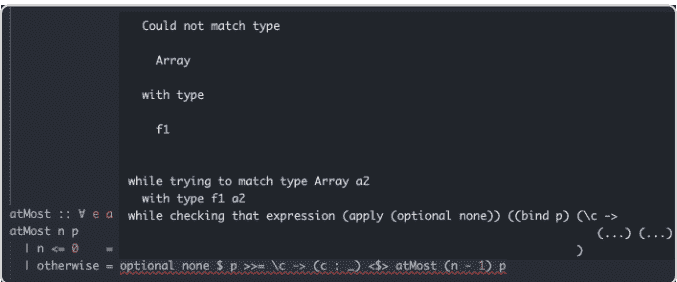 Could not match type
Array
with type
f1
while trying to match type Array a2
with type f1 a2
while checking that expression (apply (optional none)) ((bind p) (\c ->
(...) (...)
)
atMost :: ∀ e a
atMost n p
| n <= 0 =
| otherwise = optional none $ p >>= \c -> (c : _) <$> atMost (n - 1) p